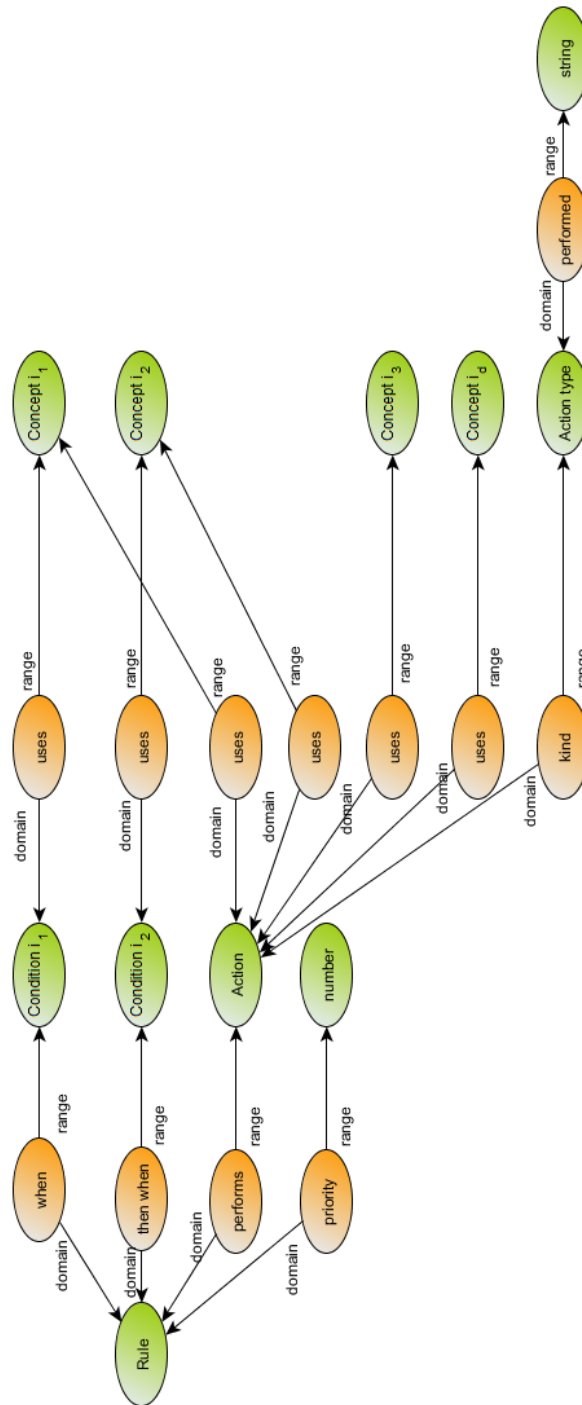 Rule
domain
when
range
Condition i1
domain
uses
range
Concept i1
domain
then when
range
Condition i2
domain
uses
range
Concept i2
domain
performs
range
Action
domain
uses
range
domain
uses
range
domain
priority
range
number
domain
uses
range
Concept i3
domain
uses
range
Concept id
domain
kind
range
Action type
domain
performed
range
string